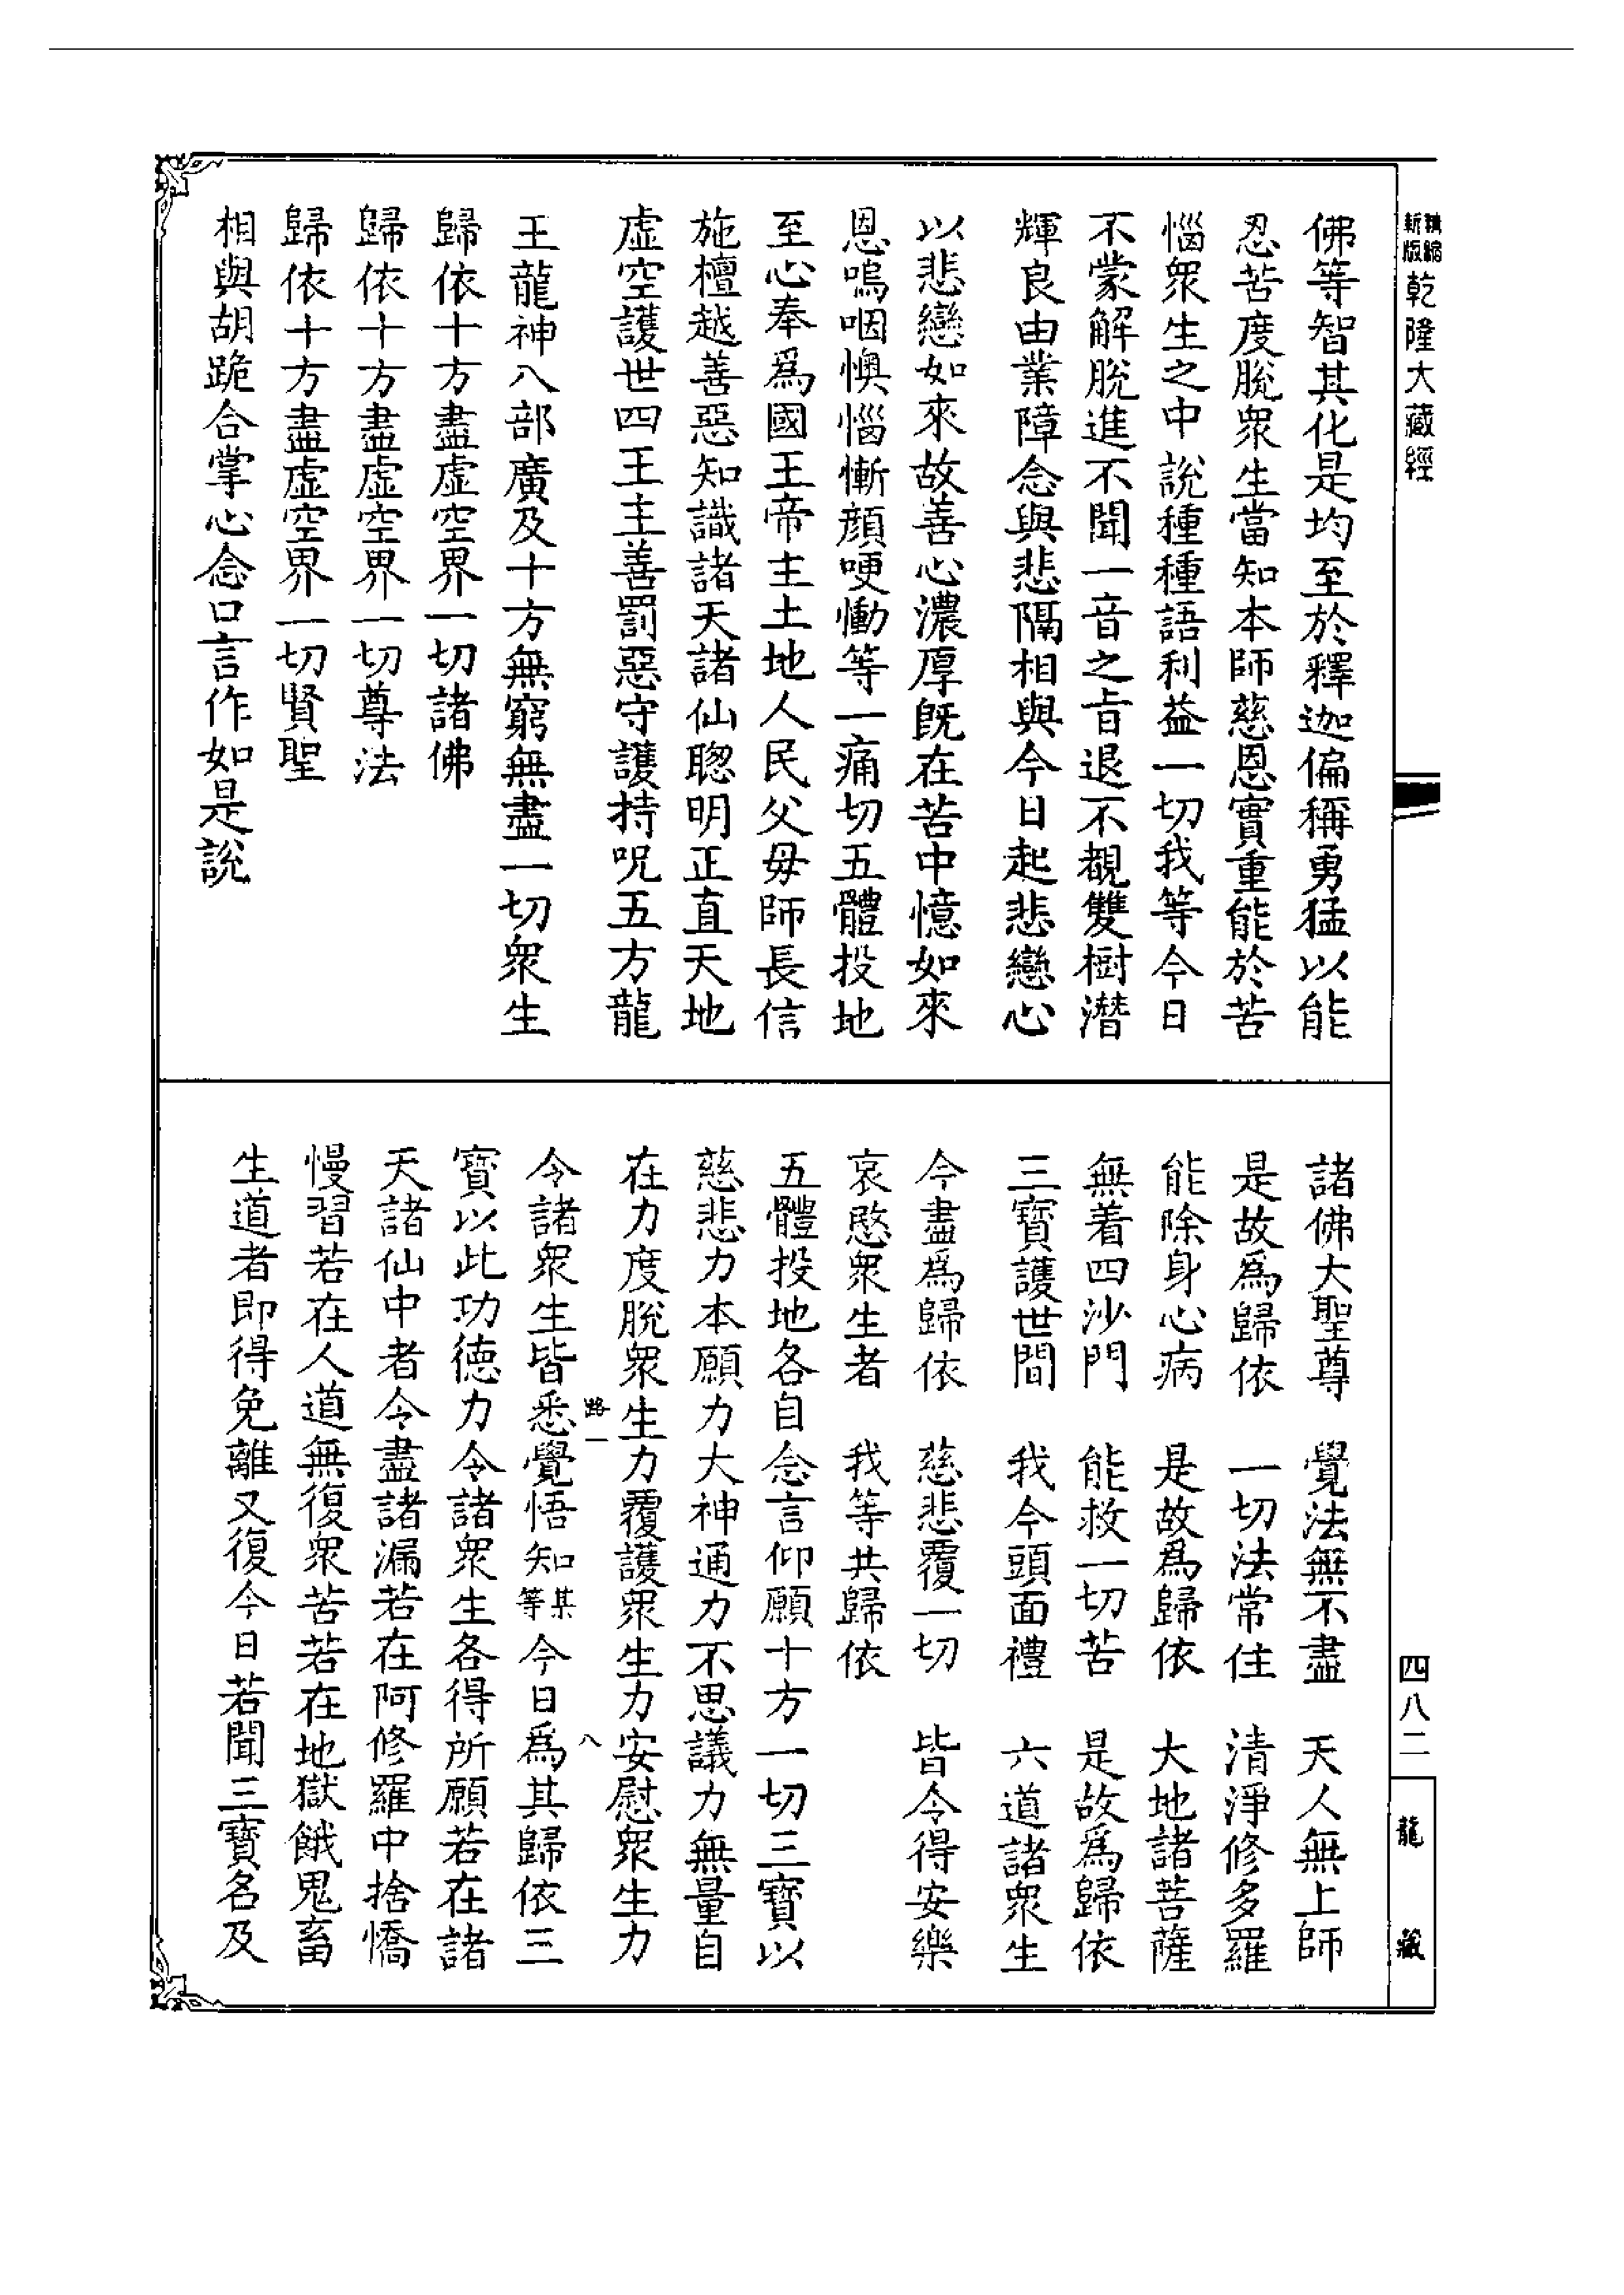 精縮新版乾隆大藏經
佛等智其化是均至於釋迦偏稱勇猛以能
忍苦度脫眾生當知本師慈恩實重能於苦
惱眾生之中說種種語利益一切我等今日
不蒙解脫進不聞一音之旨退不覩雙樹潛
輝良由業障念與悲隔相與今日起悲戀心
以悲戀如來故善心濃厚既在苦中憶如來
恩嗚咽懊惱慚顏哽慟等一痛切五體投地
至心奉為國王帝主土地人民父母師長信
施檀越善惡知識諸天諸仙聰明正直天地
虛空護世四王主善罰惡守護持呪五方龍
王龍神八部廣及十方無窮無盡一切眾生
歸依十方盡虛空界一切諸佛
歸依十方盡虛空界一切尊法
歸依十方盡虛空界一切賢聖
相與胡跪合掌心念口言作如是說
諸佛大聖尊　覺法無不盡　天人無上師
是故為歸依　一切法常住　清淨修多羅
能除身心病　是故為歸依　大地諸菩薩
無着四沙門　能救一切苦　是故為歸依
三寶護世間　我今頭面禮　六道諸眾生
今盡為歸依　慈悲覆一切　皆令得安樂
哀愍眾生者　我等共歸依
五體投地各自念言仰願十方一切三寶以
慈悲力本願力大神通力不思議力無量自
在力度脫眾生力覆護眾生力安慰眾生力
路一　八
令諸眾生皆悉覺悟知某等今日為其歸依三
寶以此功德力令諸眾生各得所願若在諸
天諸仙中者令盡諸漏若在阿修羅中捨憍
慢習若在人道無復眾苦若在地獄餓鬼畜
生道者即得免離又復今日若聞三寶名及
四八二
龍藏